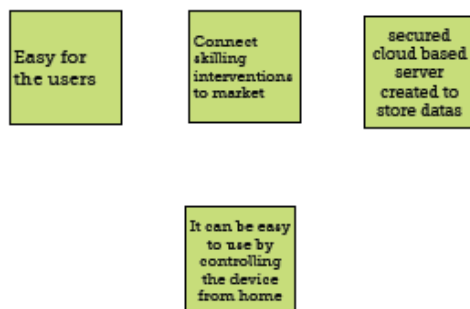 Easy for
the users
Connect
skilling
interventions
to market
secured
cloud based
server
created to
store datas
It can be easy
to use by
controlling
the device
from home